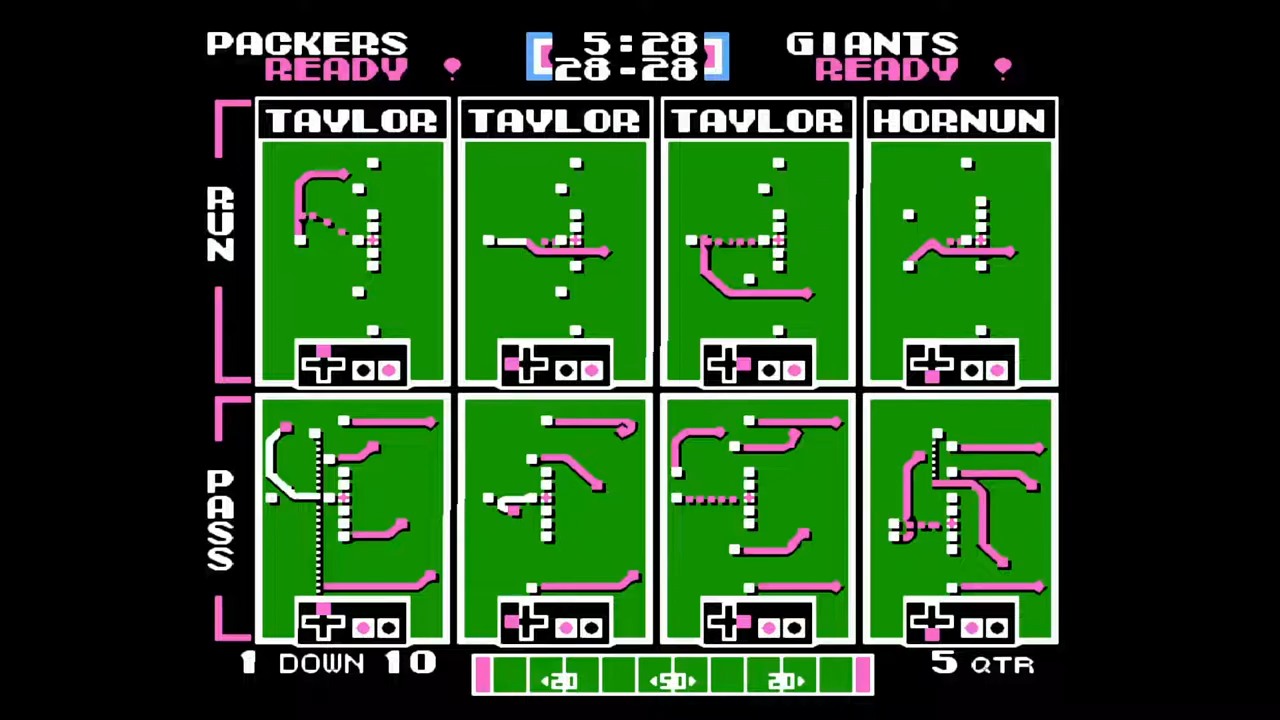 PACKERS 5:28 GIANTS
READY 28-28 READY
TAYLOR TAYLOR TAYLOR HORNUN
RUN
PASS
1 DOWN 10 5 QTR
20 50 20